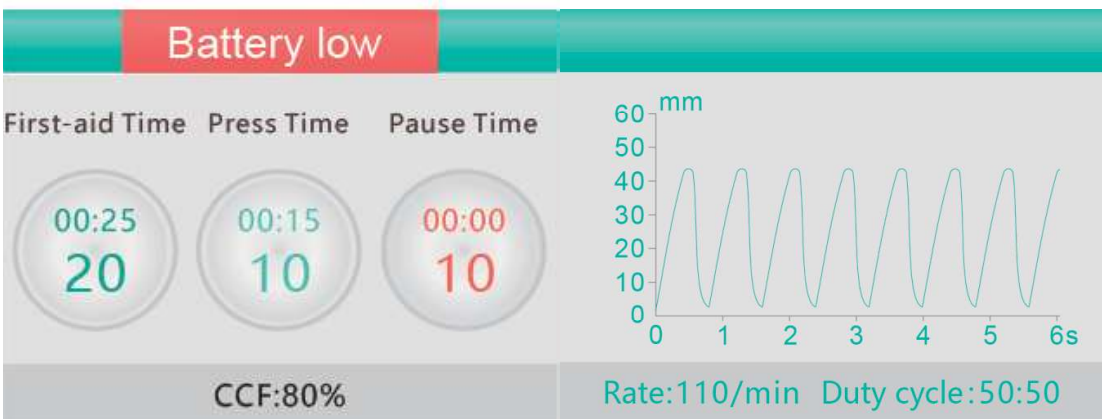 Battery low
First-aid Time Press Time Pause Time
00:25 00:15 00:00
20 10 10
CCF:80%
mm
60
50
40
30
20
10
0
0 1 2 3 4 5 6s
Rate:110/min Duty cycle:50:50